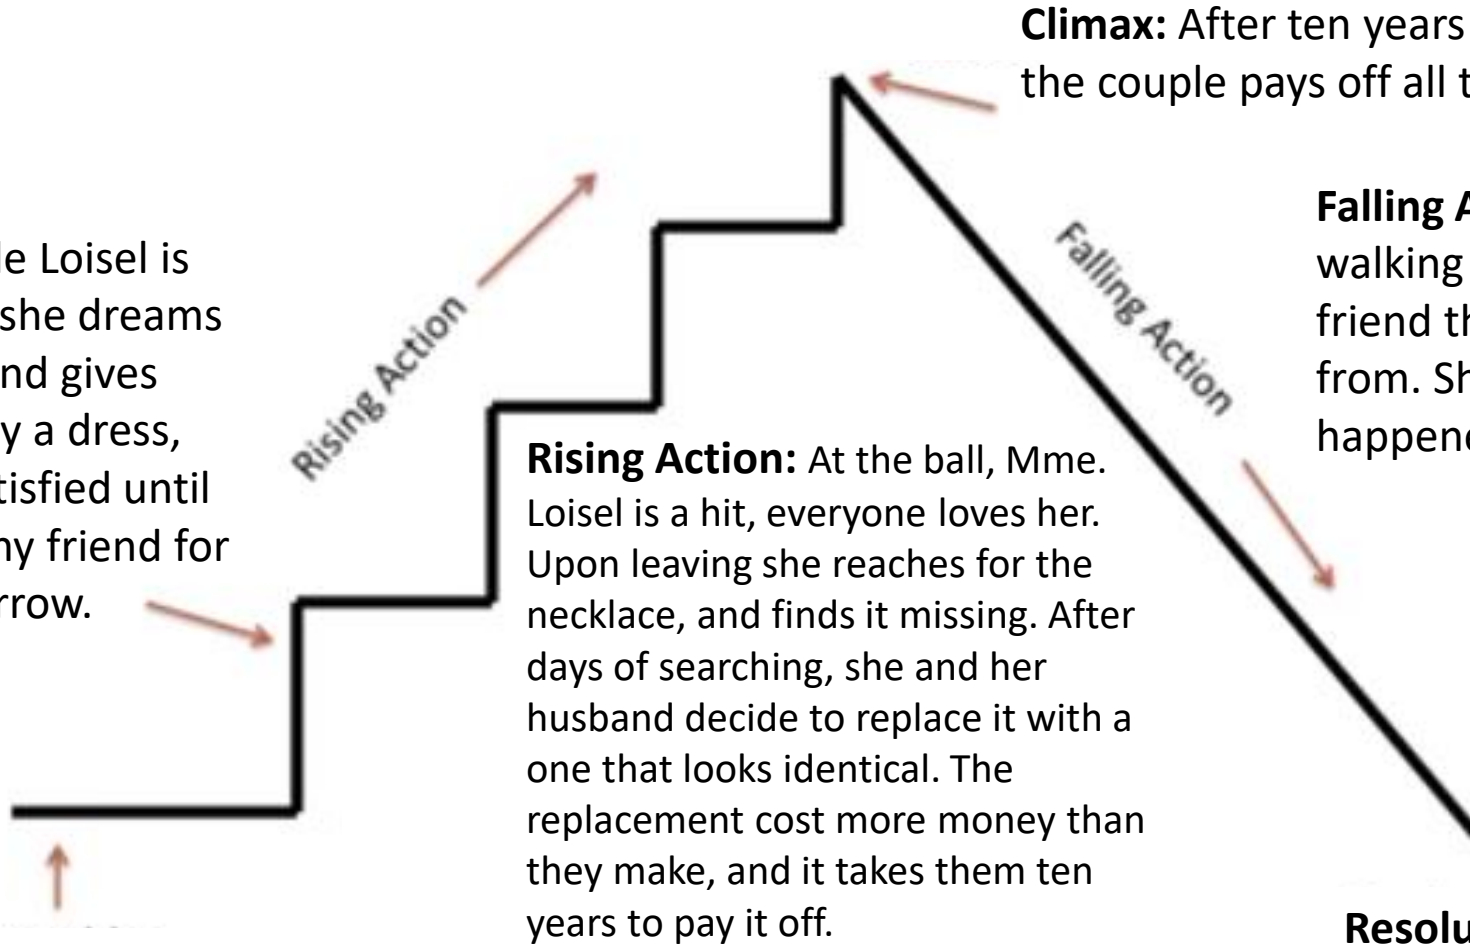 Climax: After ten years
the couple pays off all
Falling
walking
friend
from.
le Loisel is
she dreams
nd gives
y a dress,
tisfied until
hy friend for
rrow.
Rising Action
Falling Action
Rising Action: At the ball, Mme.
Loisel is a hit, everyone loves her.
Upon leaving she reaches for the
necklace, and finds it missing. After
days of searching, she and her
husband decide to replace it with a
one that looks identical. The
replacement cost more money than
they make, and it takes them ten
years to pay it off.
Resolu